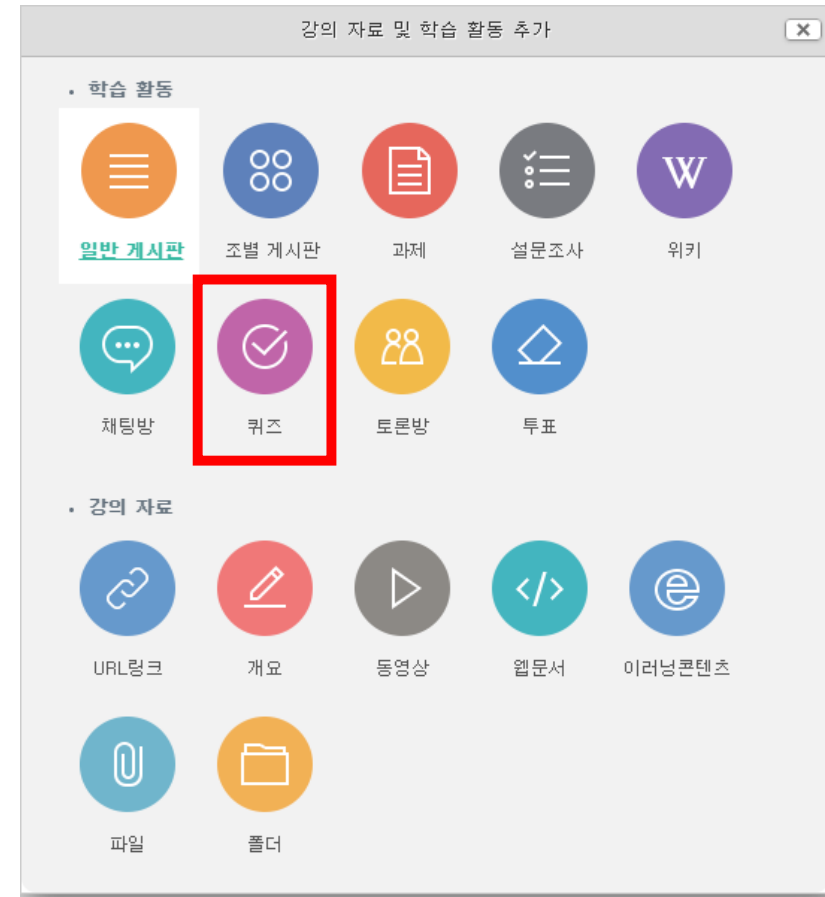 강의 자료 및 학습 활동 추가
학습 활동
일반 게시판 조별 게시판 과제 설문조사 위키
채팅방 퀴즈 토론방 투표
강의 자료
URL링크 개요 동영상 웹문서 이러닝콘텐츠
파일 폴더